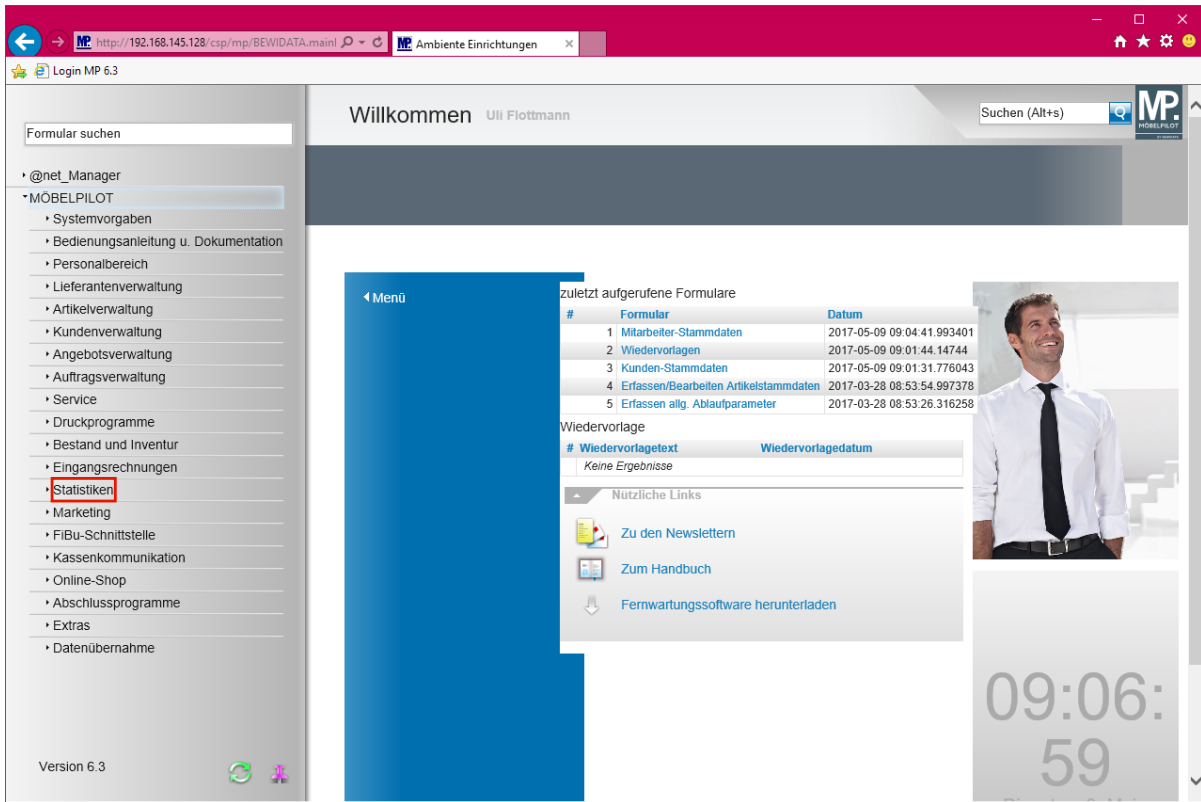 http://192.168.145.128/csp/mp/BEWIDATA.mainl
MP. Ambiente Einrichtungen
Login MP 6.3
Formular suchen
Willkommen Uli Flottmann
Suchen (Alt+s)
MP.
MÖBELPILOT
@net_Manager
MÖBELPILOT
Systemvorgaben
Bedienungsanleitung u. Dokumentation
Personalbereich
Lieferantenverwaltung
Artikelverwaltung
Kundenverwaltung
Angebotsverwaltung
Auftragsverwaltung
Service
Druckprogramme
Bestand und Inventur
Eingangsrechnungen
Statistiken
Marketing
FiBu-Schnittstelle
Kassenkommunikation
Online-Shop
Abschlussprogramme
Extras
Datenübernahme
Version 6.3
Menü
zuletzt aufgerufene Formulare
# Formular Datum
1 Mitarbeiter-Stammdaten 2017-05-09 09:04:41.993401
2 Wiedervorlagen 2017-05-09 09:01:44.14744
3 Kunden-Stammdaten 2017-05-09 09:01:31.776043
4 Erfassen/Bearbeiten Artikelstammdaten 2017-03-28 08:53:54.997378
5 Erfassen allg. Ablaufparameter 2017-03-28 08:53:26.316258
Wiedervorlage
# Wiedervorlagetext Wiedervorlagedatum
Keine Ergebnisse
Nützliche Links
Zu den Newslettern
Zum Handbuch
Fernwartungssoftware herunterladen
09:06:
59